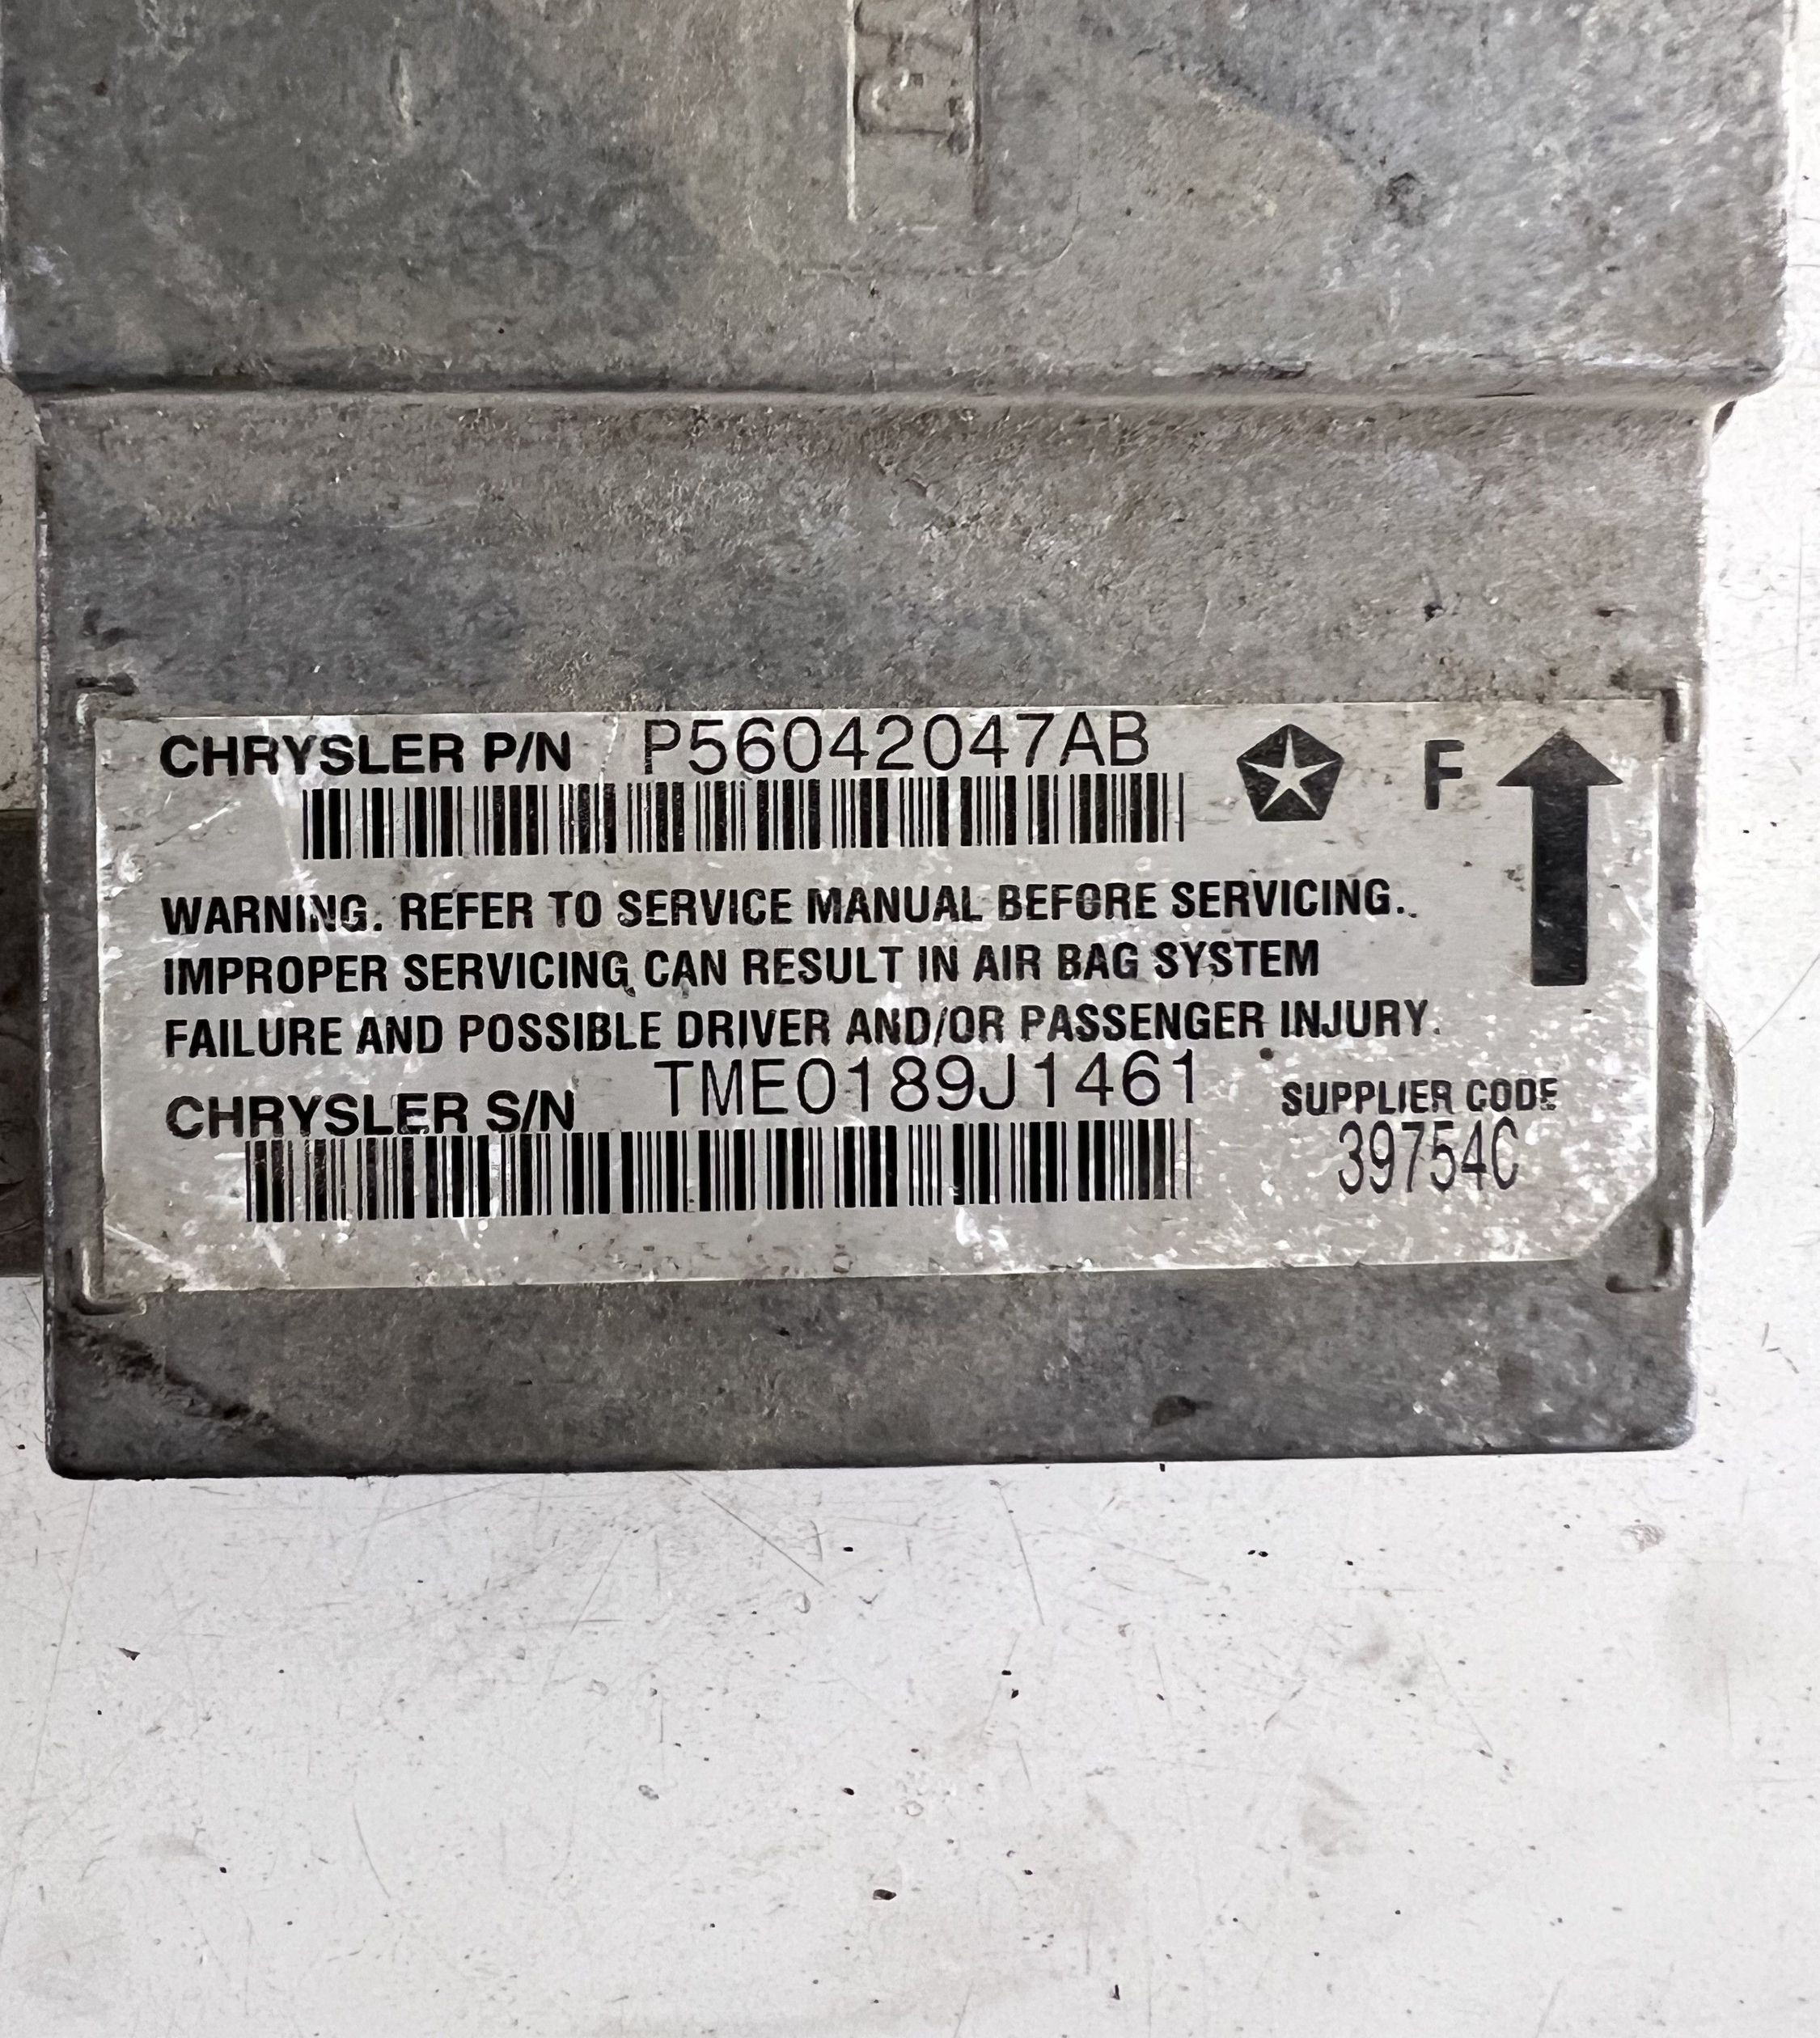 CHRYSLER P/N P56042047AB
F
WARNING. REFER TO SERVICE MANUAL BEFORE SERVICING.
IMPROPER SERVICING CAN RESULT IN AIR BAG SYSTEM
FAILURE AND POSSIBLE DRIVER AND/OR PASSENGER INJURY.
CHRYSLER S/N TME0189J1461
SUPPLIER CODE
39754C